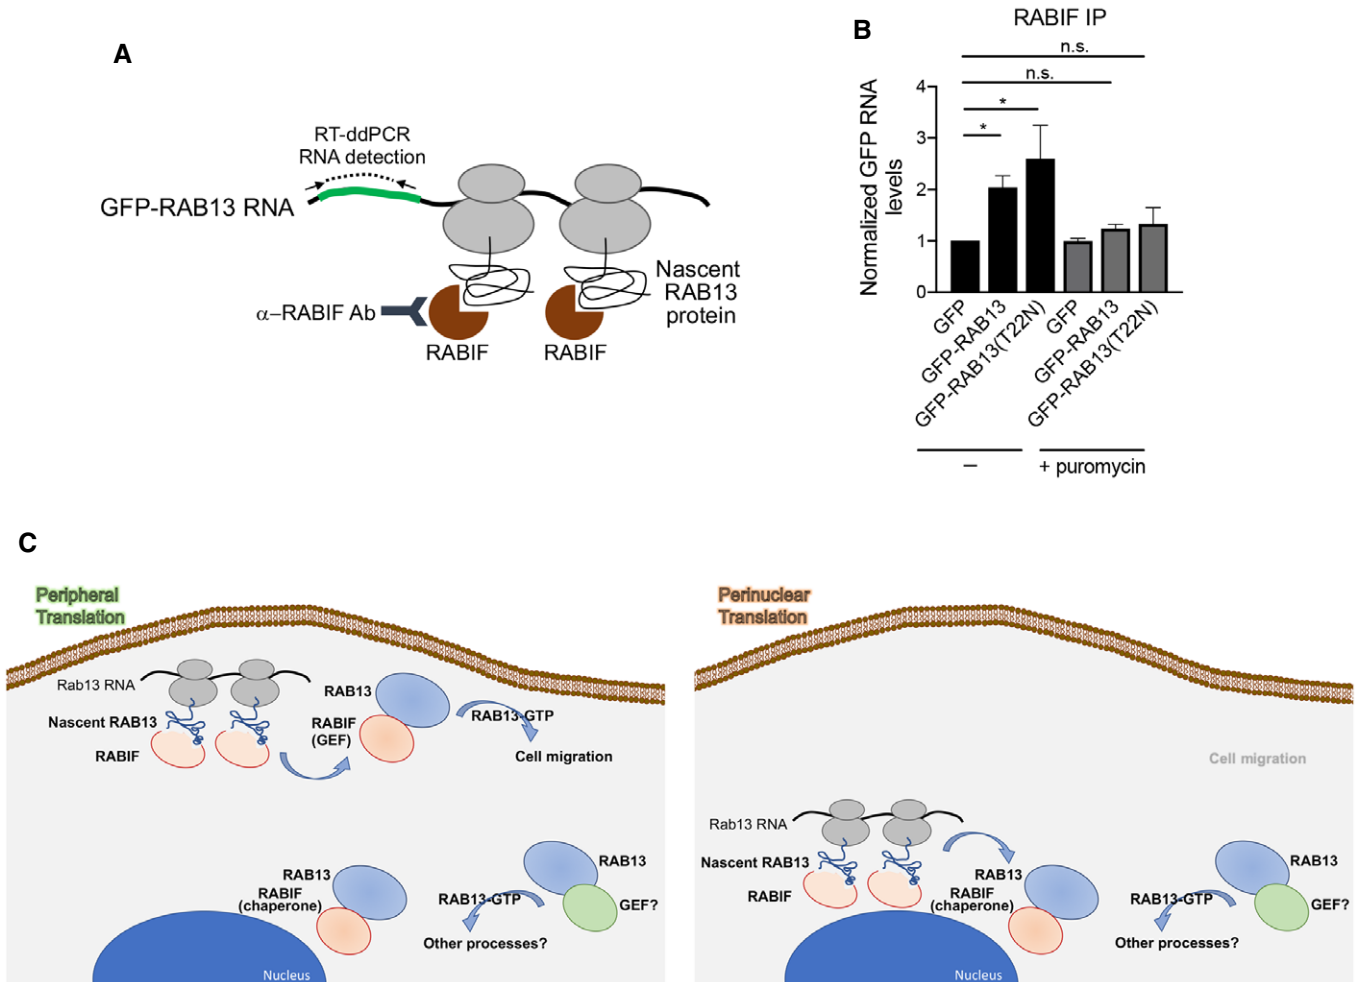 A
RT-ddPCR
RNA detection
GFP-RAB13 RNA
Nascent
RAB13
protein
α–RABIF Ab
RABIF
RABIF
B
RABIF IP
n.s.
n.s.
*
*
Normalized GFP RNA
levels
4
3
2
1
0
GFP
GFP-RAB13
GFP-RAB13(T22N)
GFP
GFP-RAB13
GFP-RAB13(T22N)
–
+ puromycin
C
Peripheral
Translation
Rab13 RNA
Nascent RAB13
RABIF
RAB13
RABIF
(GEF)
RAB13-GTP
Cell migration
RAB13
RABIF
(chaperone)
RAB13-GTP
RAB13
GEF?
Other processes?
Nucleus
Perinuclear
Translation
Cell migration
Rab13 RNA
Nascent RAB13
RABIF
RAB13
RABIF
(chaperone)
RAB13-GTP
RAB13
GEF?
Other processes?
Nucleus